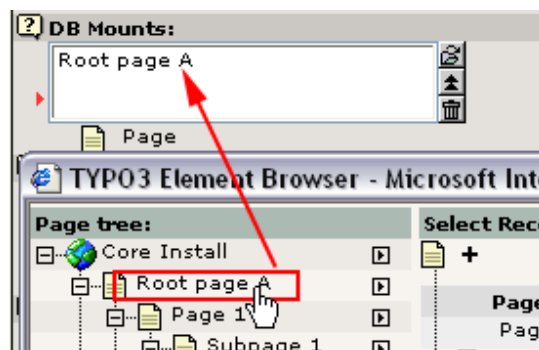 DB Mounts:
Root page A
Page
TYPO3 Element Browser - Microsoft Int
Page tree:
Select Rec
Core Install
Root page A
Page
Page 1
Pag
Subpage 1